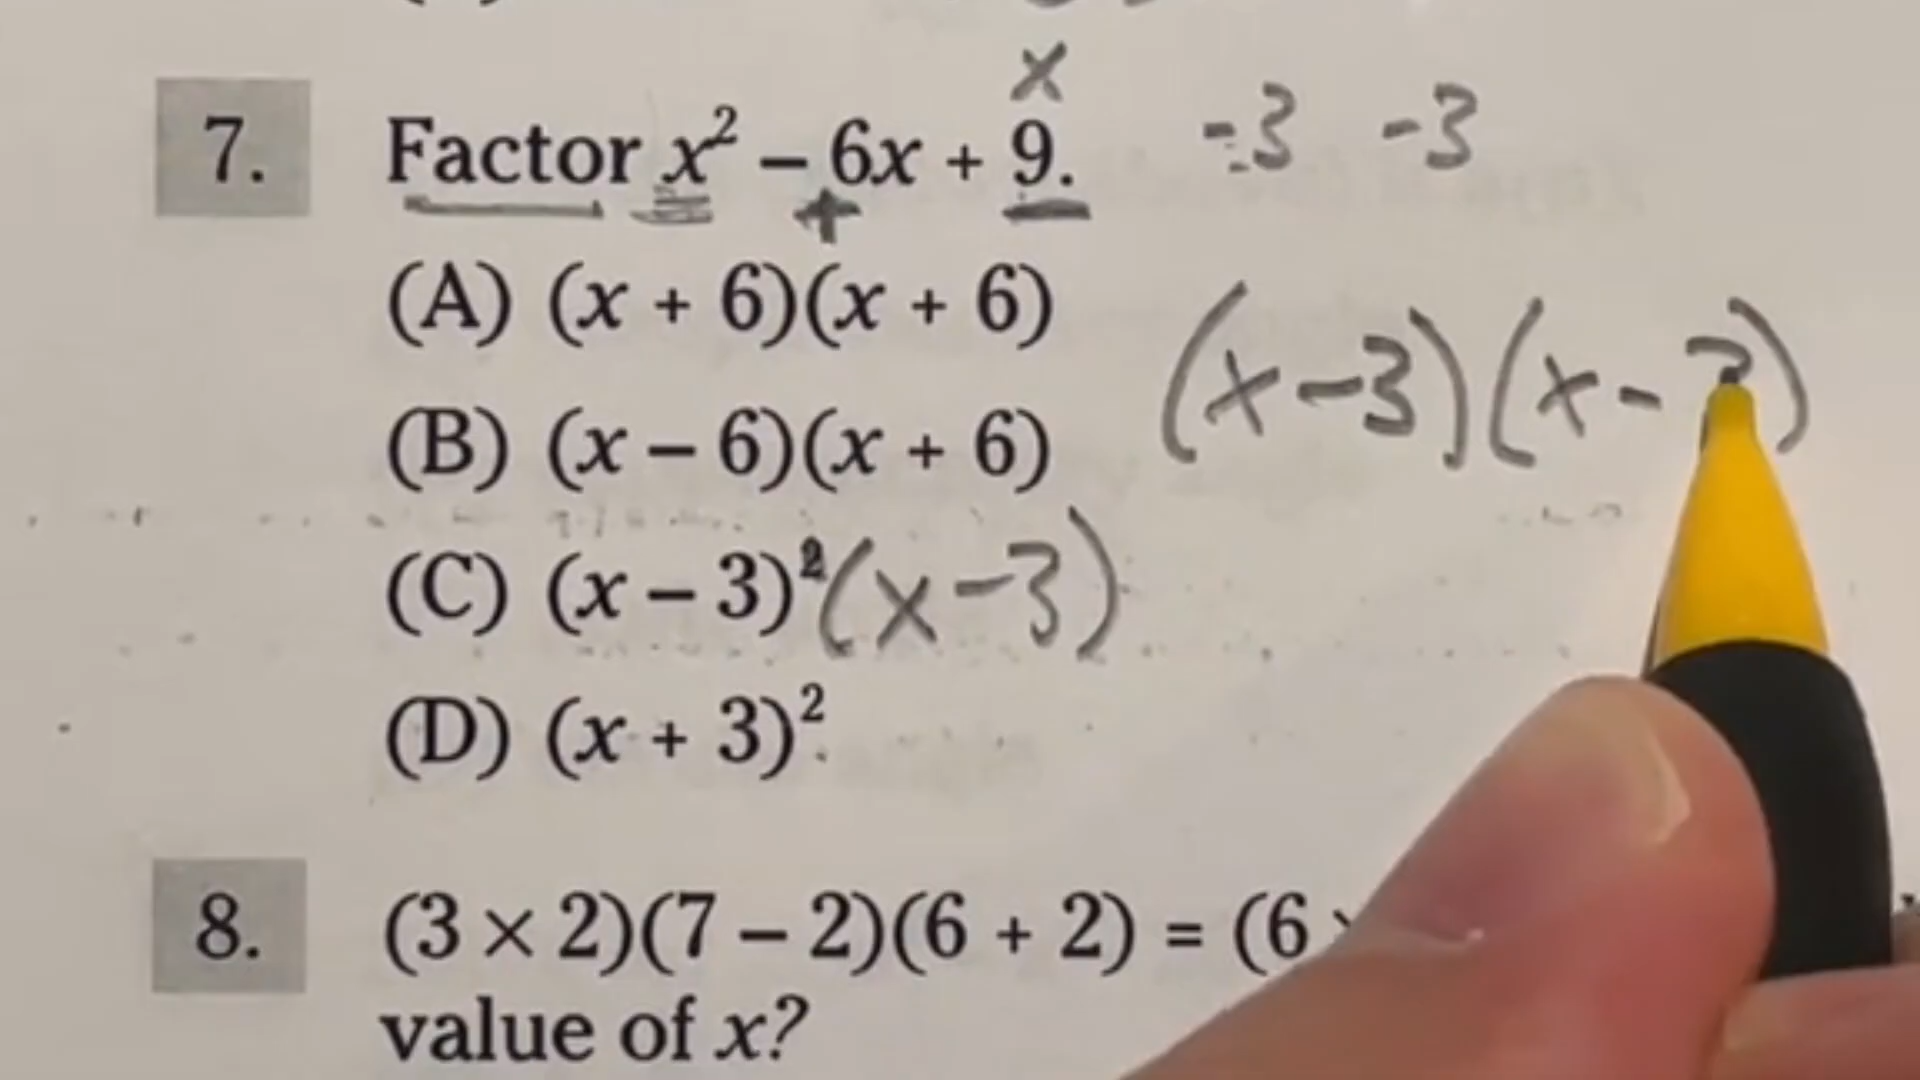 x
7. Factor x² – 6x + 9. -3 -3
+
(A) (x + 6)(x + 6)
(x-3)(x-3)
(B) (x – 6)(x + 6)
(C) (x – 3)² (x-3)
(D) (x + 3)²
8. (3 × 2)(7 – 2)(6 + 2) = (6
value of x?